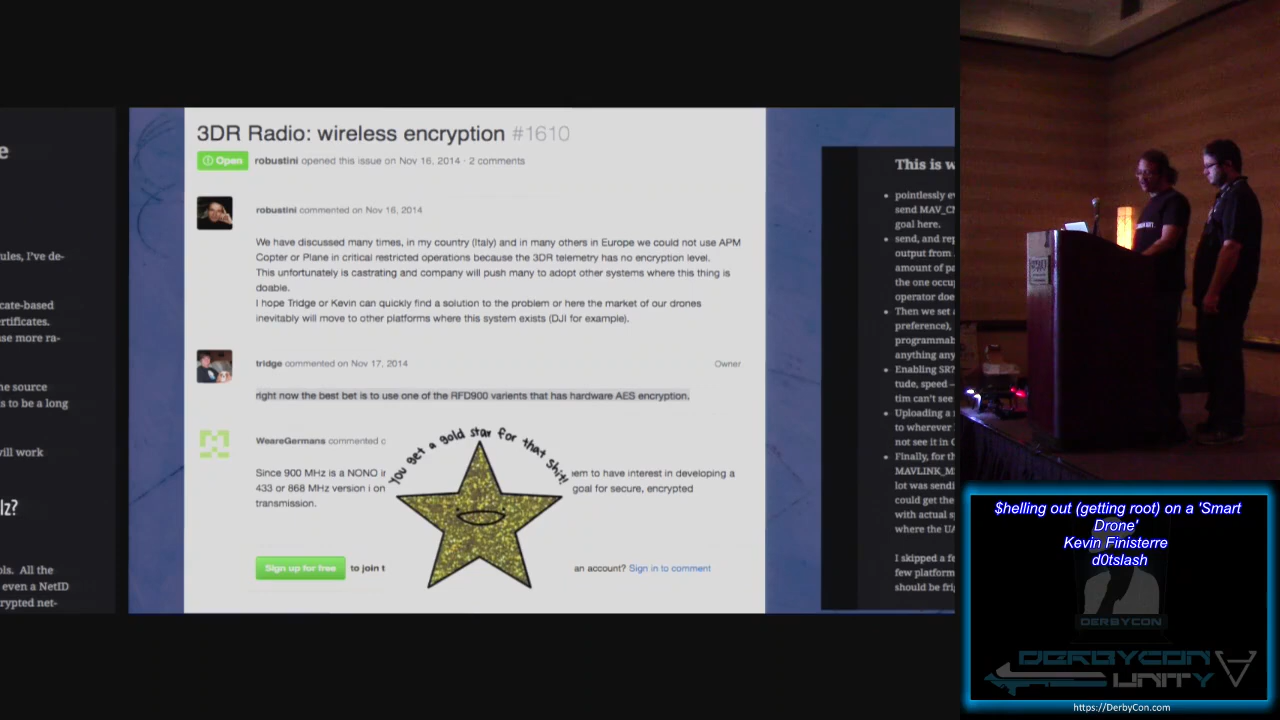 e
ules, I've de-
cate-based
ertificates.
ase more ra-
he source
s to be a long
will work
lz?
ols. All the
even a NetID
rypted net-
3DR Radio: wireless encryption #1610
Open robustini opened this issue on Nov 16, 2014 · 2 comments
robustini commented on Nov 16, 2014
We have discussed many times, in my country (Italy) and in many others in Europe we could not use APM
Copter or Plane in critical restricted operations because the 3DR telemetry has no encryption level.
This unfortunately is castrating and company will push many to adopt other systems where this thing is
doable.
I hope Tridge or Kevin can quickly find a solution to the problem or here the market of our drones
inevitably will move to other platforms where this system exists (DJI for example).
tridge commented on Nov 17, 2014 Owner
right now the best bet is to use one of the RFD900 varients that has hardware AES encryption.
WeareGermans commented c
You get a gold star for that shit!
Since 900 MHz is a NONO ir em to have interest in developing a
433 or 868 MHz version i on goal for secure, encrypted
transmission.
Sign up for free to join t an account? Sign in to comment
This is w
pointlessly ev
send MAV_CM
goal here.
send, and rep
output from
amount of pa
the one occup
operator doe
Then we set a
preference),
programmab
anything any
Enabling SR?
tude, speed –
tim can't see
Uploading a
to wherever
not see it in G
Finally, for th
MAVLINK_M
lot was sendi
could get the
with actual s
where the UA
I skipped a fe
few platform
should be frig
$helling out (getting root) on a 'Smart
Drone'
Kevin Finisterre
d0tslash
DERBYCON
DERBYCON
UNITY
https://DerbyCon.com